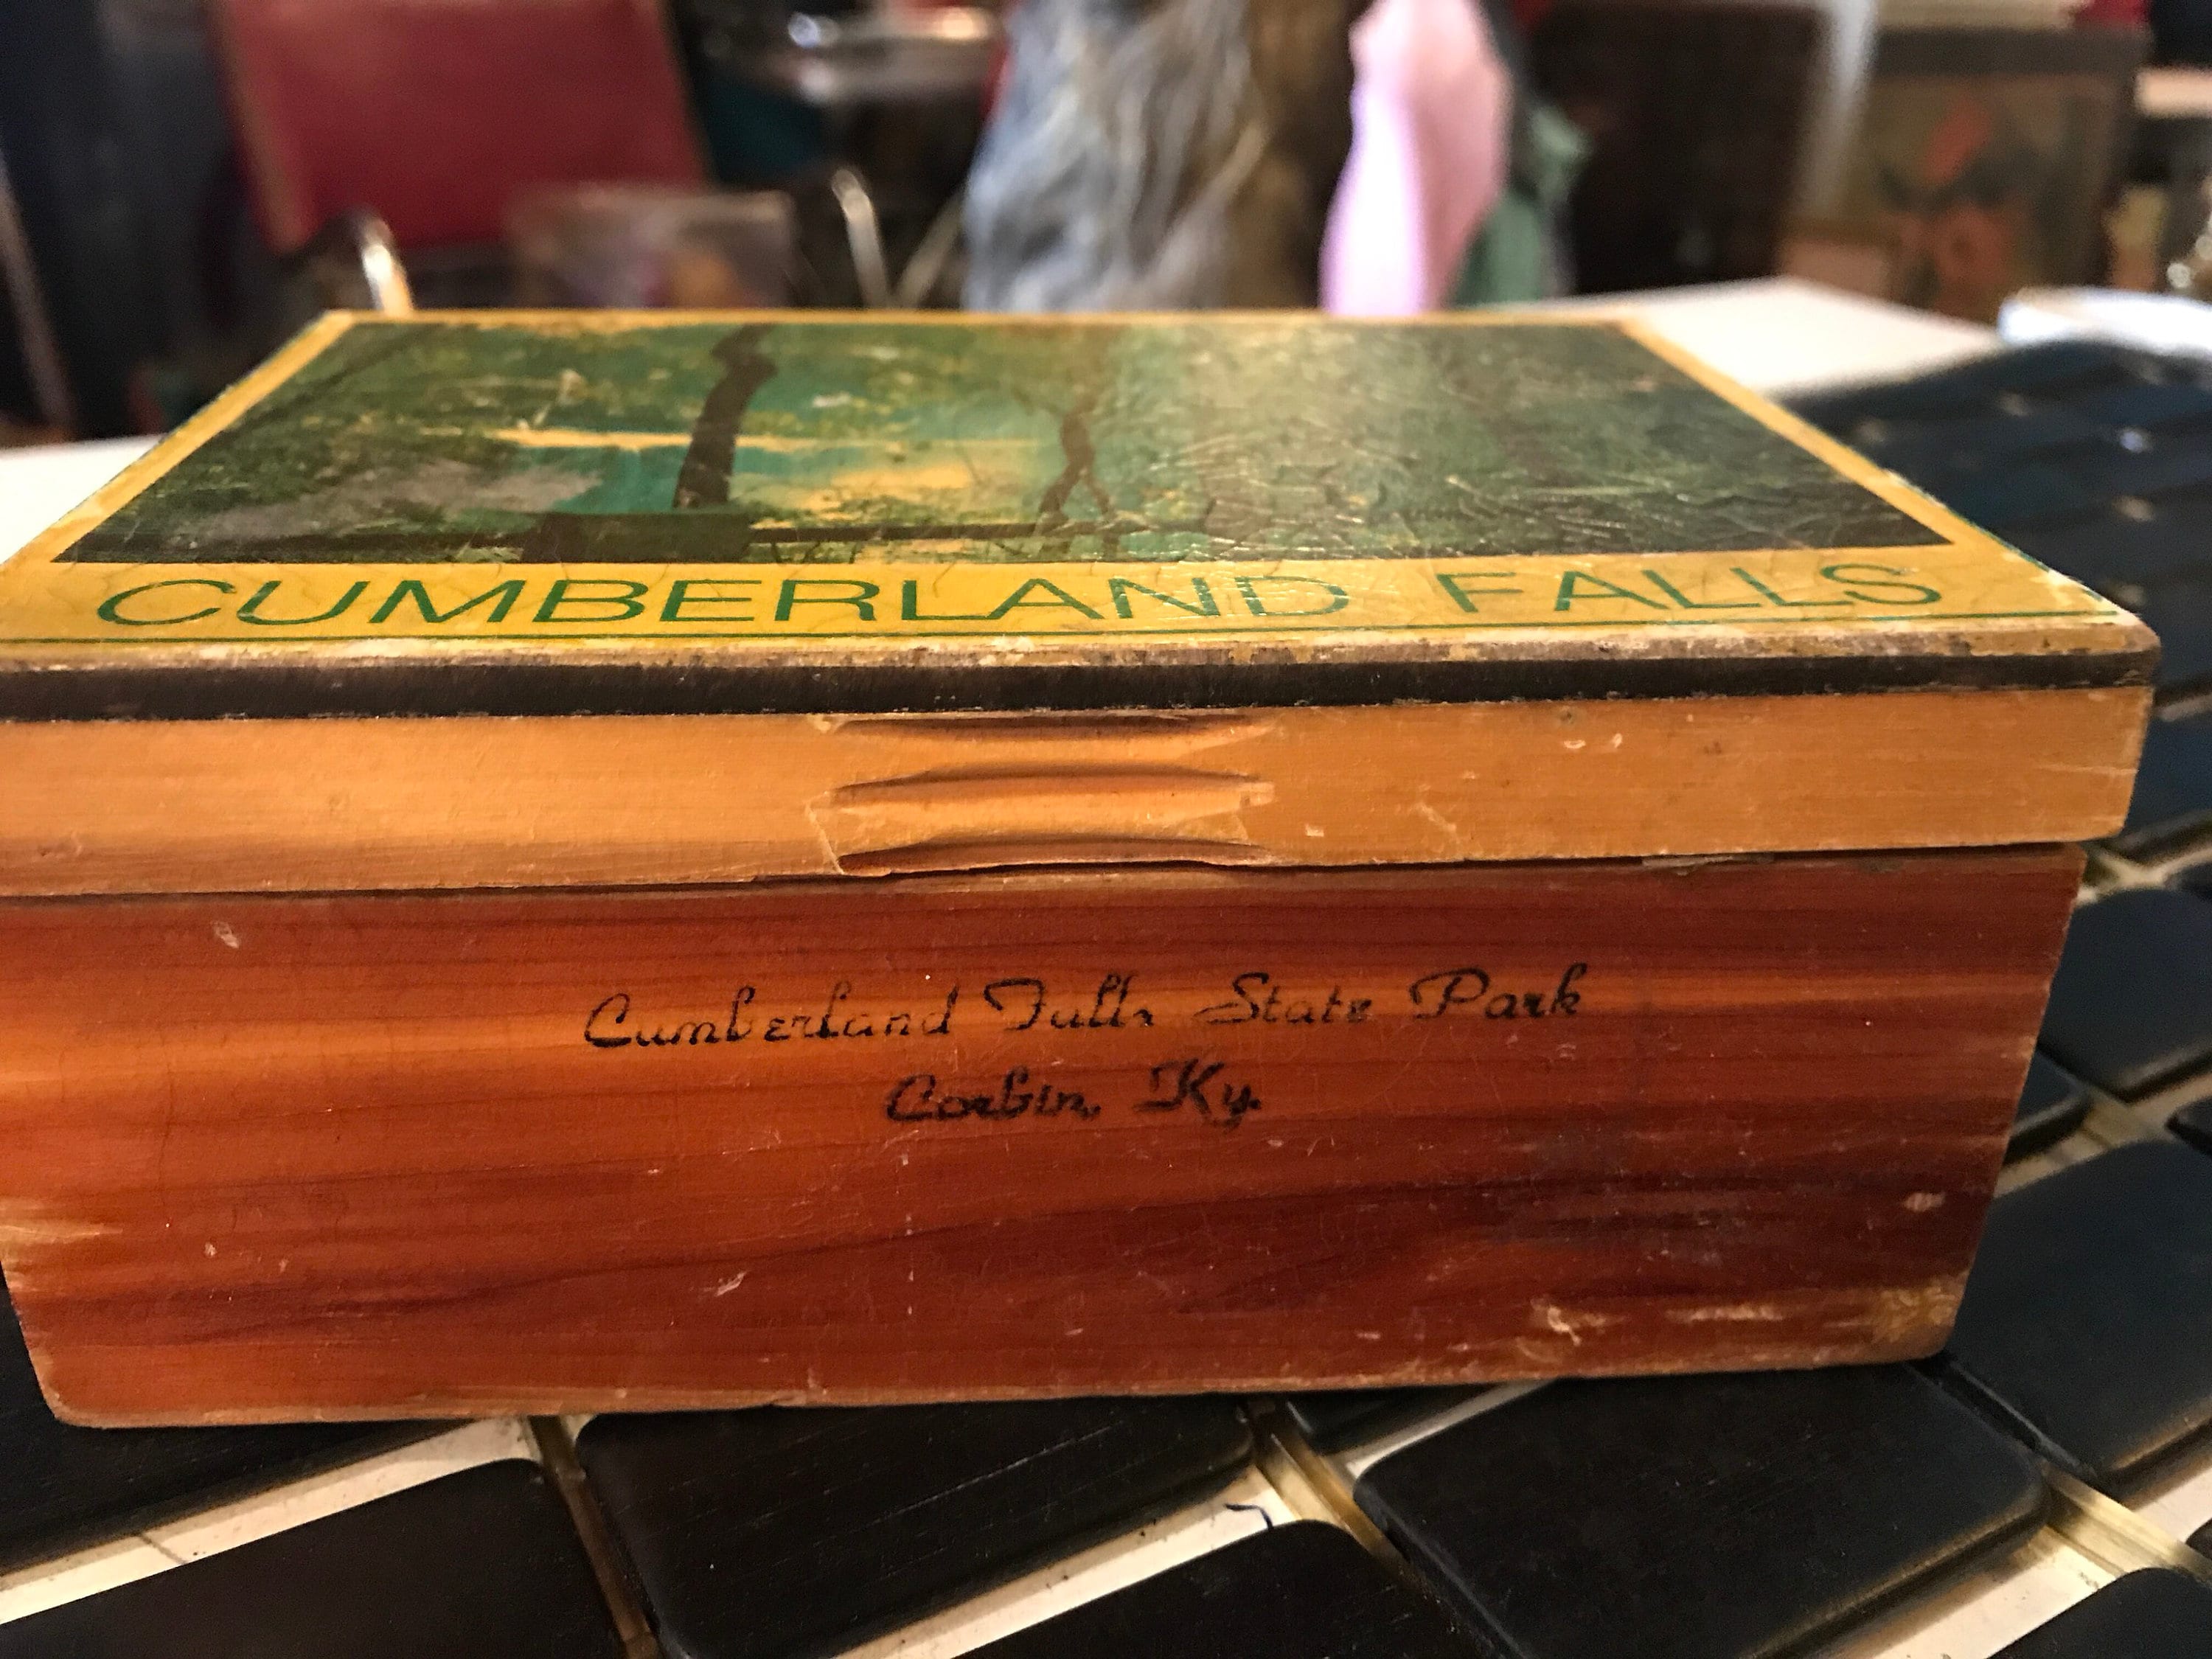 CUMBERLAND FALLS
Cumberland Falls State Park
Corbin, Ky.